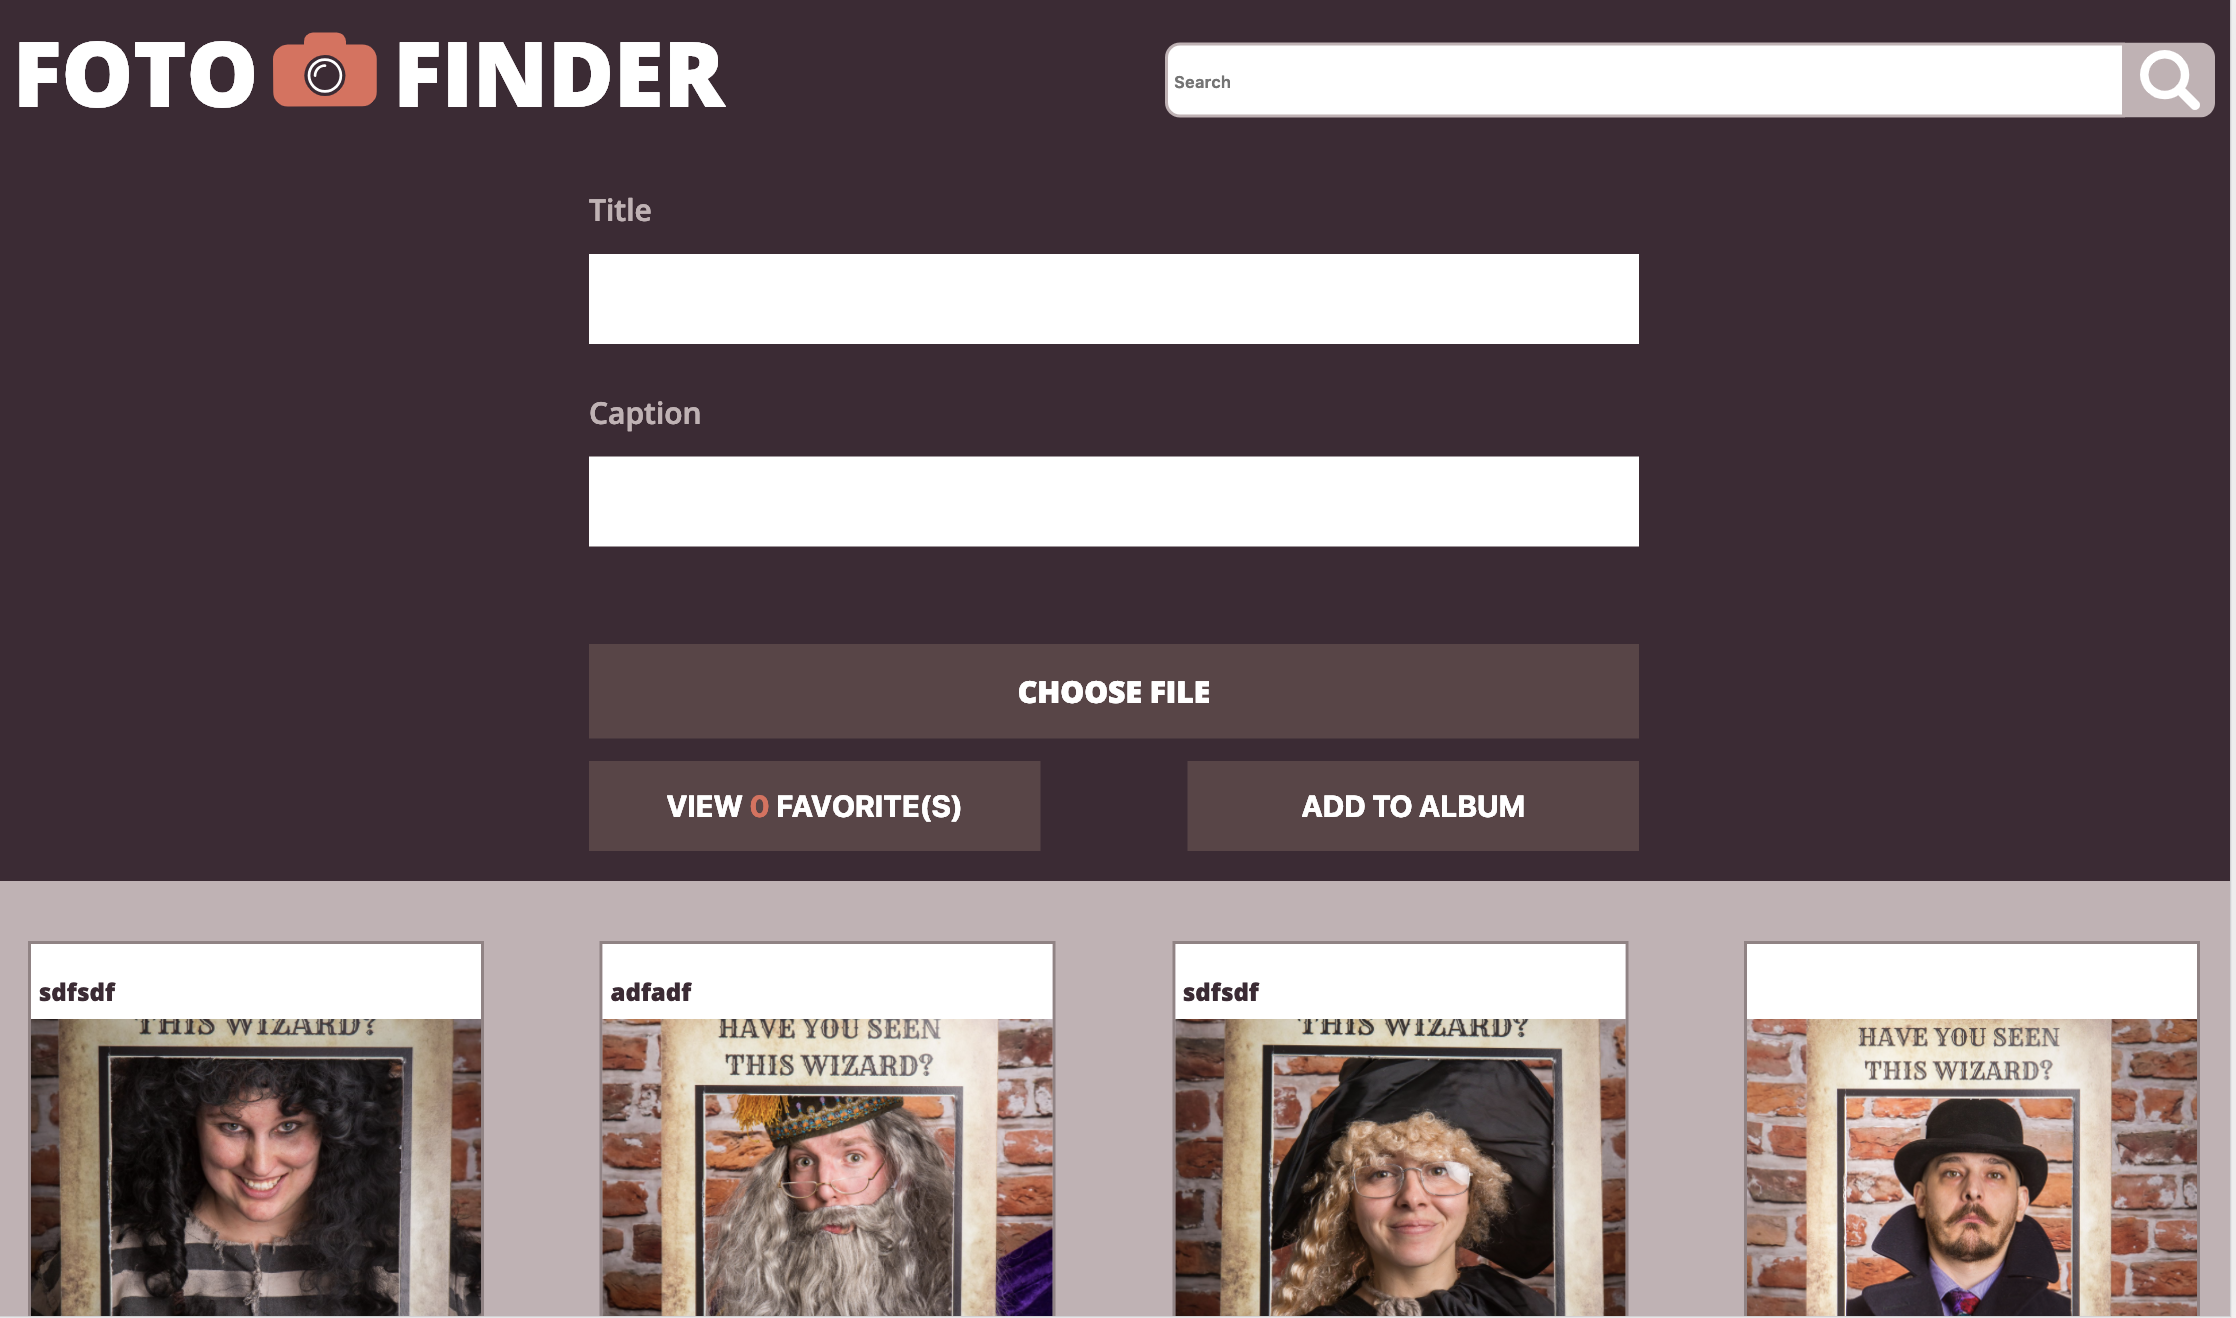 FOTO FINDER
Search
Title
Caption
CHOOSE FILE
VIEW 0 FAVORITE(S)
ADD TO ALBUM
sdfsdf
adfadf
sdfsdf
THIS WIZARD?
HAVE YOU SEEN
THIS WIZARD?
THIS WIZARD?
HAVE YOU SEEN
THIS WIZARD?